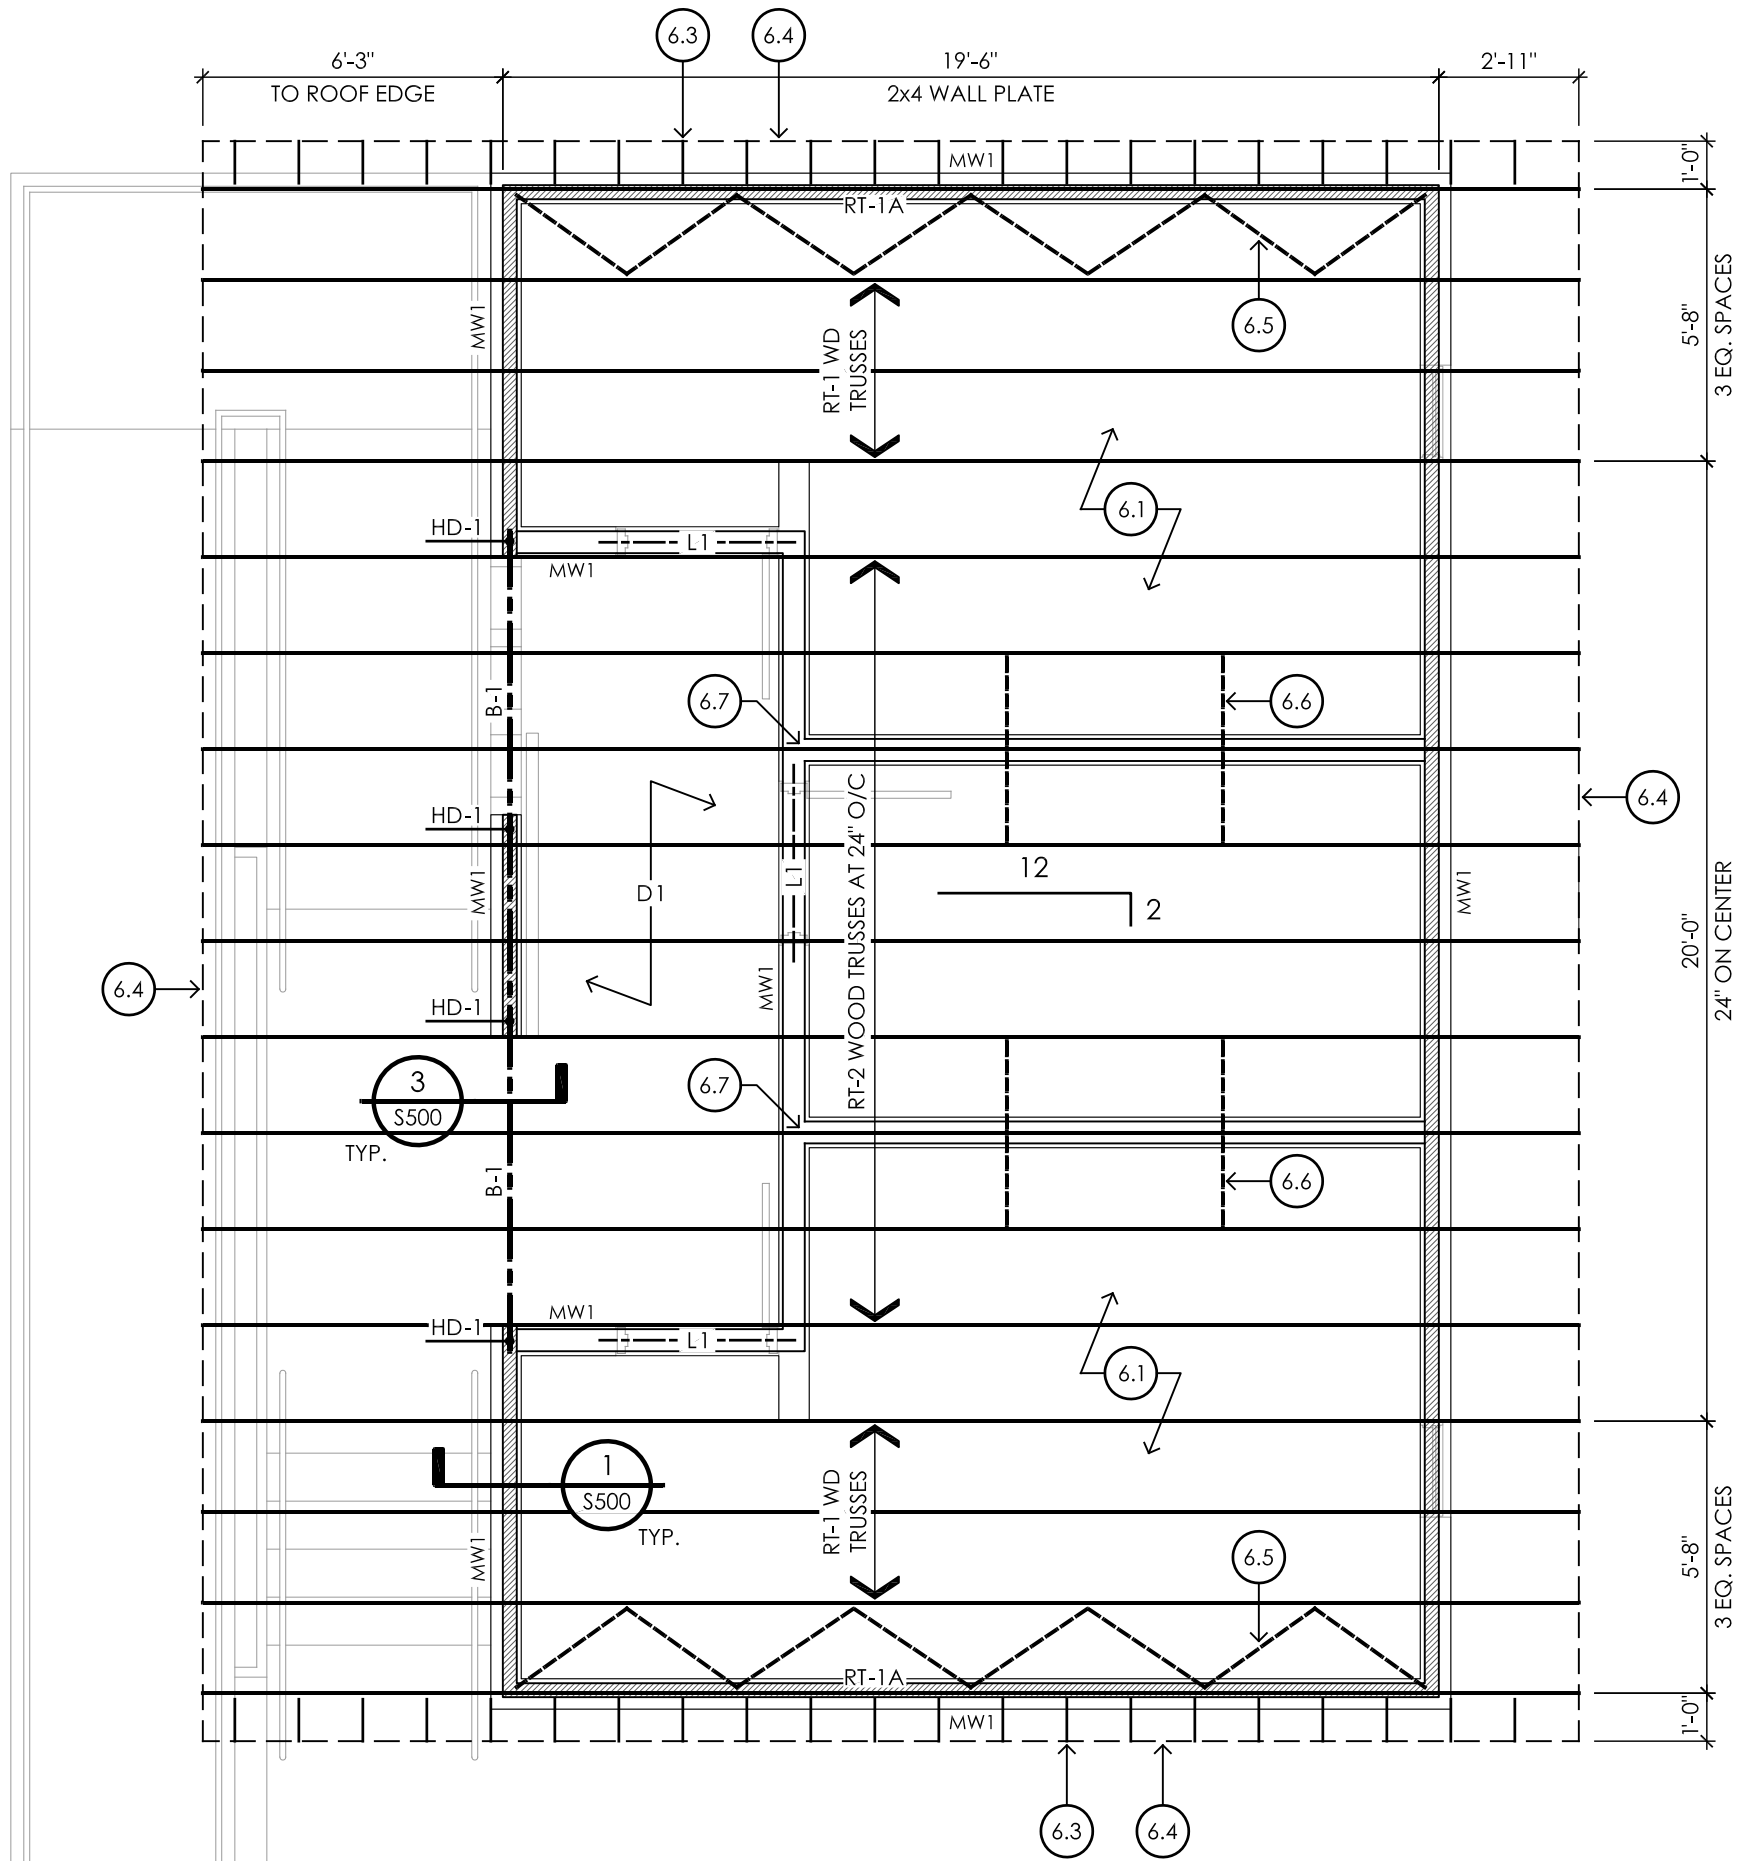 6.3
6.4
6'-3"
TO ROOF EDGE
19'-6"
2x4 WALL PLATE
2'-11"
MW1
1'-0"
RT-1A
MW1
RT-1 WD
TRUSSES
6.5
5'-8"
3 EQ. SPACES
6.1
HD-1
L1
MW1
B-1
6.7
6.6
HD-1
D1
MW1
L1
RT-2 WOOD TRUSSES AT 24" O/C
12
2
MW1
6.4
20'-0"
24" ON CENTER
6.4
MW1
HD-1
3
S500
TYP.
6.7
B-1
6.6
HD-1
MW1
L1
6.1
1
S500
TYP.
MW1
RT-1 WD
TRUSSES
6.5
5'-8"
3 EQ. SPACES
RT-1A
MW1
1'-0"
6.3
6.4